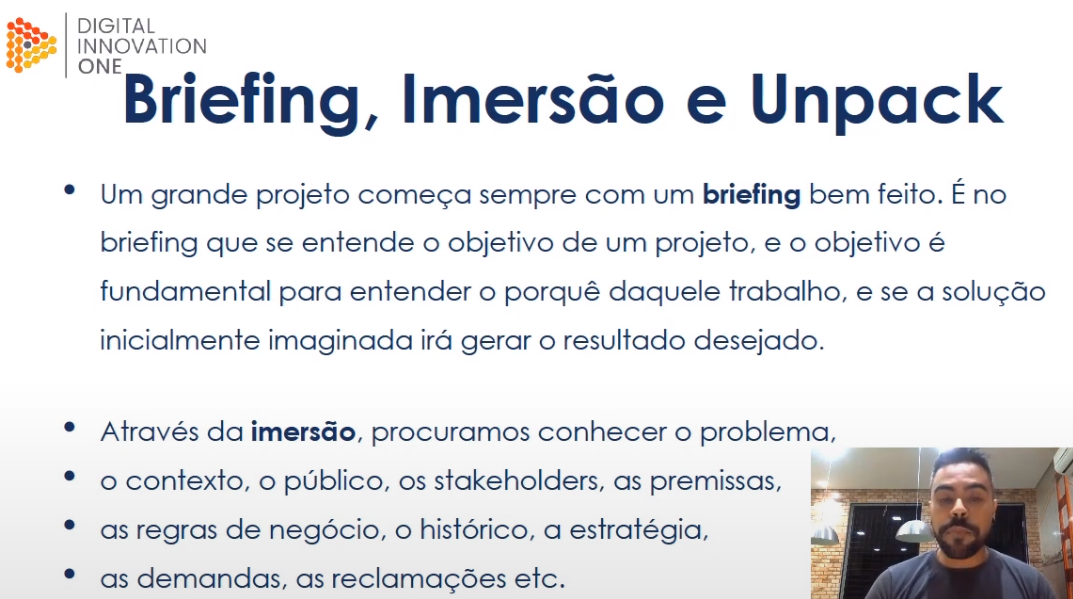 DIGITAL
INNOVATION
ONE
Briefing, Imersão e Unpack
• Um grande projeto começa sempre com um briefing bem feito. É no
briefing que se entende o objetivo de um projeto, e o objetivo é
fundamental para entender o porquê daquele trabalho, e se a solução
inicialmente imaginada irá gerar o resultado desejado.
• Através da imersão, procuramos conhecer o problema,
• o contexto, o público, os stakeholders, as premissas,
• as regras de negócio, o histórico, a estratégia,
• as demandas, as reclamações etc.